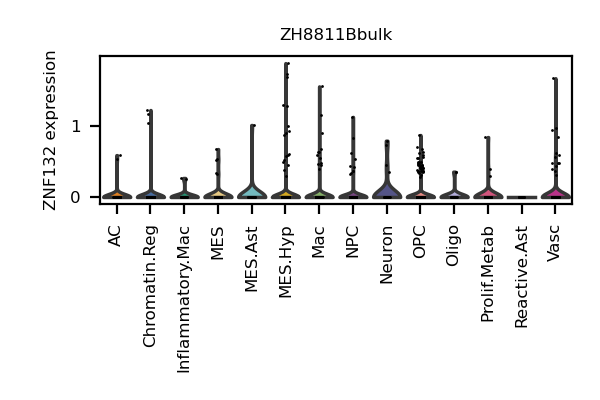 ZH8811Bbulk
ZNF132 expression
1
0
AC
Chromatin.Reg
Inflammatory.Mac
MES
MES.Ast
MES.Hyp
Mac
NPC
Neuron
OPC
Oligo
Prolif.Metab
Reactive.Ast
Vasc